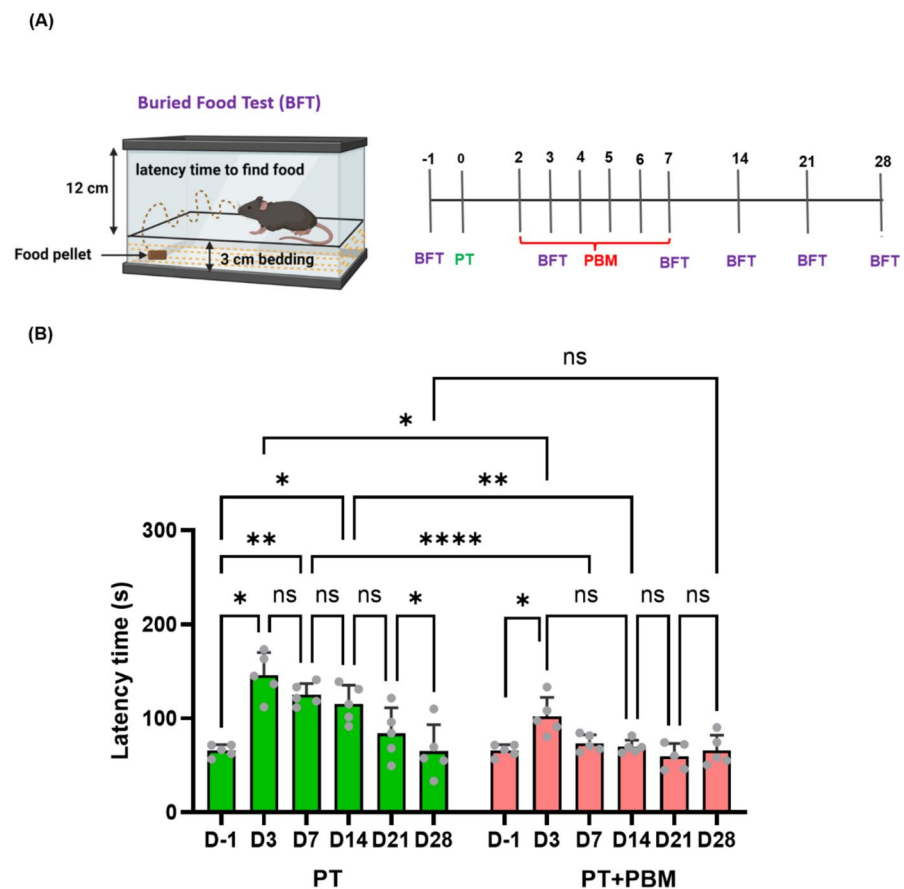 (A)
Buried Food Test (BFT)
latency time to find food
12 cm
Food pellet
3 cm bedding
-1 0 2 3 4 5 6 7 14 21 28
BFT PT BFT PBM BFT BFT BFT BFT
(B)
ns
*
* **
** ****
* ns ns ns * * ns ns ns
Latency time (s)
300
200
100
0
D-1 D3 D7 D14 D21 D28 D-1 D3 D7 D14 D21 D28
PT PT+PBM